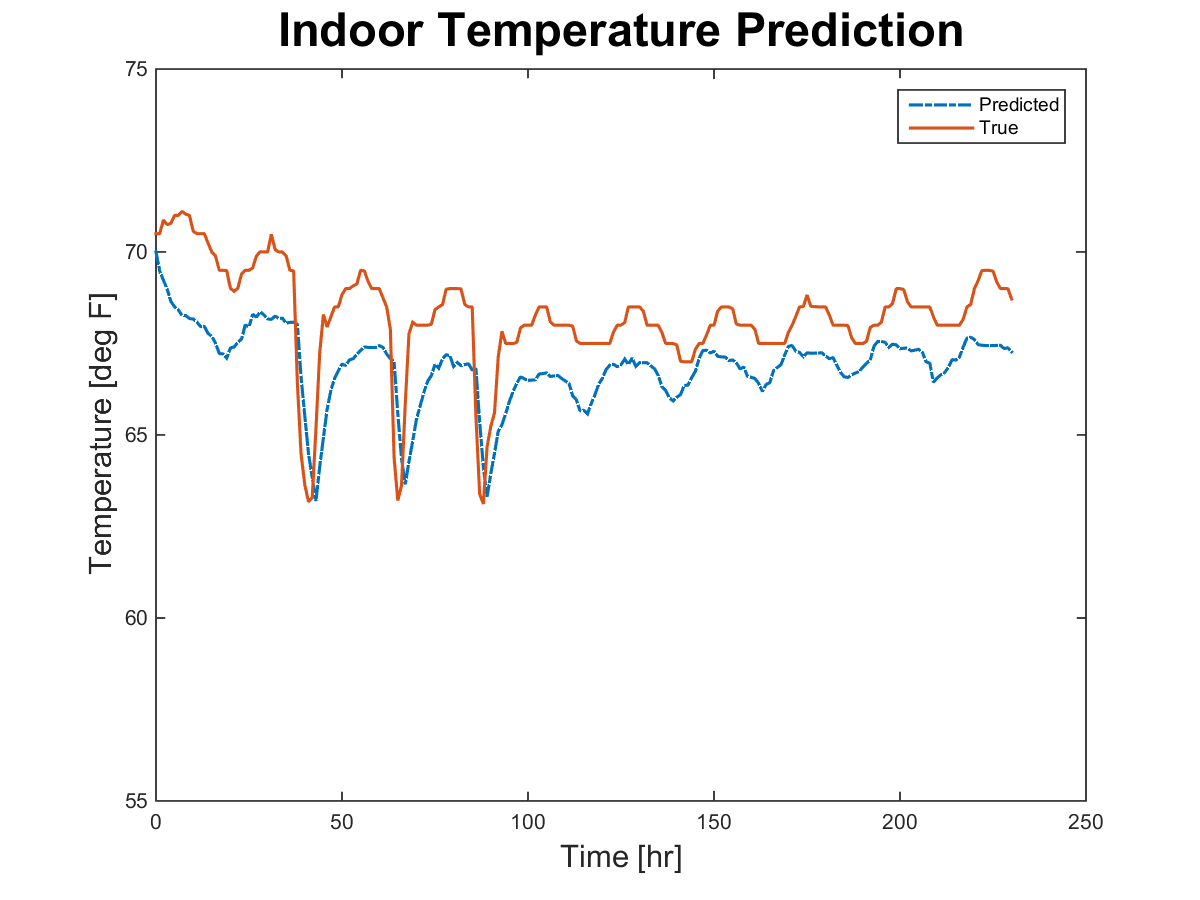 Indoor Temperature Prediction
75
Predicted
True
70
65
60
55
Temperature [deg F]
0 50 100 150 200 250
Time [hr]